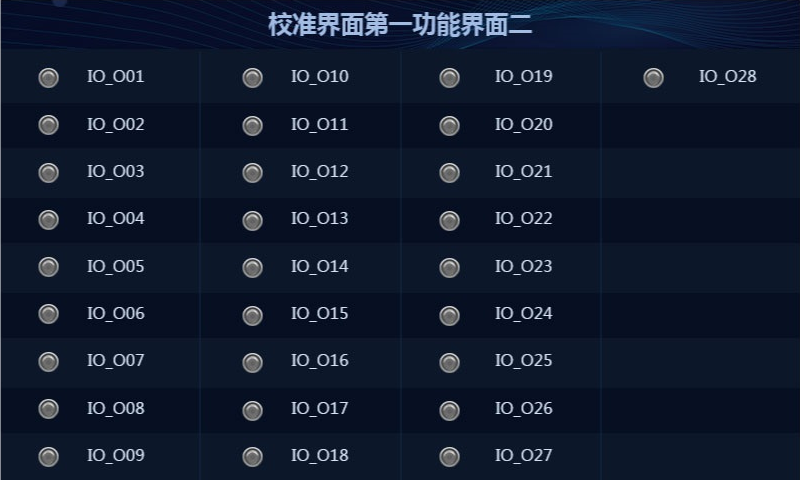 校准界面第一功能界面二
IO_O01 IO_O10 IO_O19 IO_O28
IO_O02 IO_O11 IO_O20
IO_O03 IO_O12 IO_O21
IO_O04 IO_O13 IO_O22
IO_O05 IO_O14 IO_O23
IO_O06 IO_O15 IO_O24
IO_O07 IO_O16 IO_O25
IO_O08 IO_O17 IO_O26
IO_O09 IO_O18 IO_O27